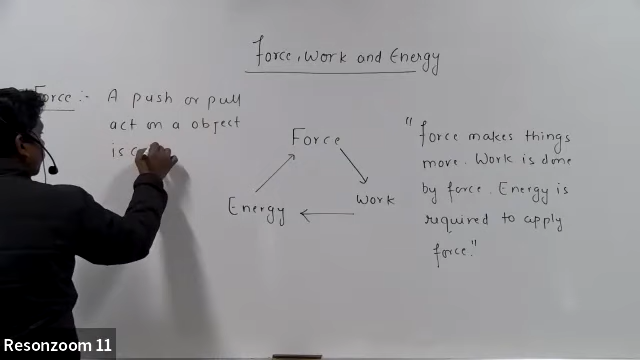 Force, Work and Energy
Force :- A push or pull
act on a object
is c
Force
Work
Energy
" force makes things
move. Work is done
by force. Energy is
required to apply
force."
Resonzoom 11